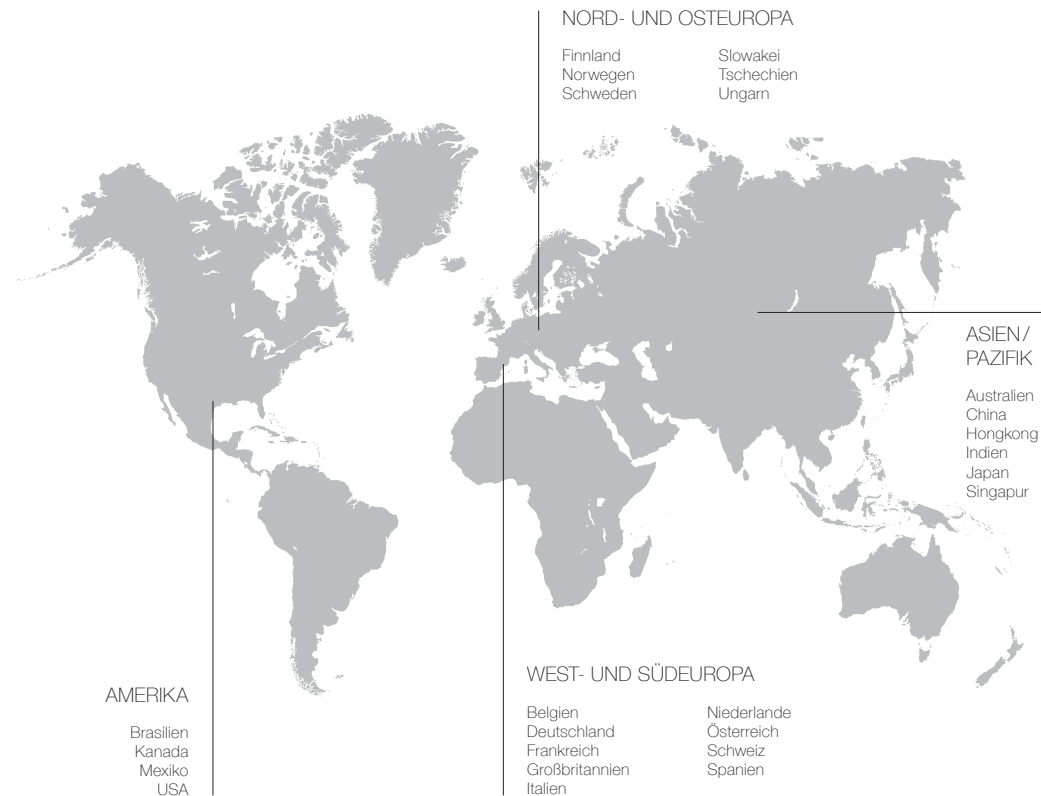 NORD- UND OSTEUROPA
Finnland
Norwegen
Schweden
Slowakei
Tschechien
Ungarn
ASIEN/
PAZIFIK
Australien
China
Hongkong
Indien
Japan
Singapur
AMERIKA
Brasilien
Kanada
Mexiko
USA
WEST- UND SÜDEUROPA
Belgien
Deutschland
Frankreich
Großbritannien
Italien
Niederlande
Österreich
Schweiz
Spanien